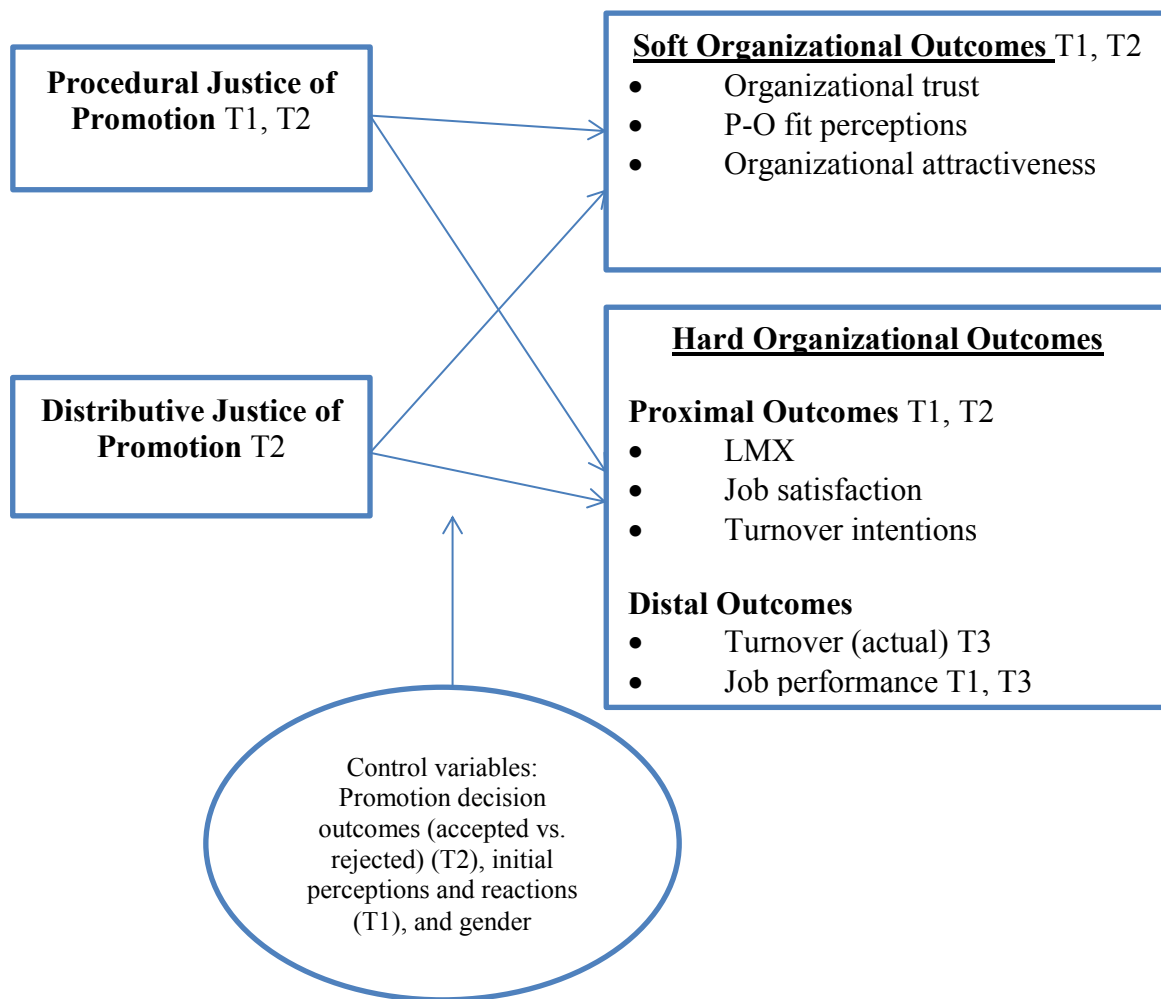 Procedural Justice of
Promotion T1, T2
Soft Organizational Outcomes T1, T2
• Organizational trust
• P-O fit perceptions
• Organizational attractiveness
Distributive Justice of
Promotion T2
Hard Organizational Outcomes
Proximal Outcomes T1, T2
• LMX
• Job satisfaction
• Turnover intentions
Distal Outcomes
• Turnover (actual) T3
• Job performance T1, T3
Control variables:
Promotion decision
outcomes (accepted vs.
rejected) (T2), initial
perceptions and reactions
(T1), and gender